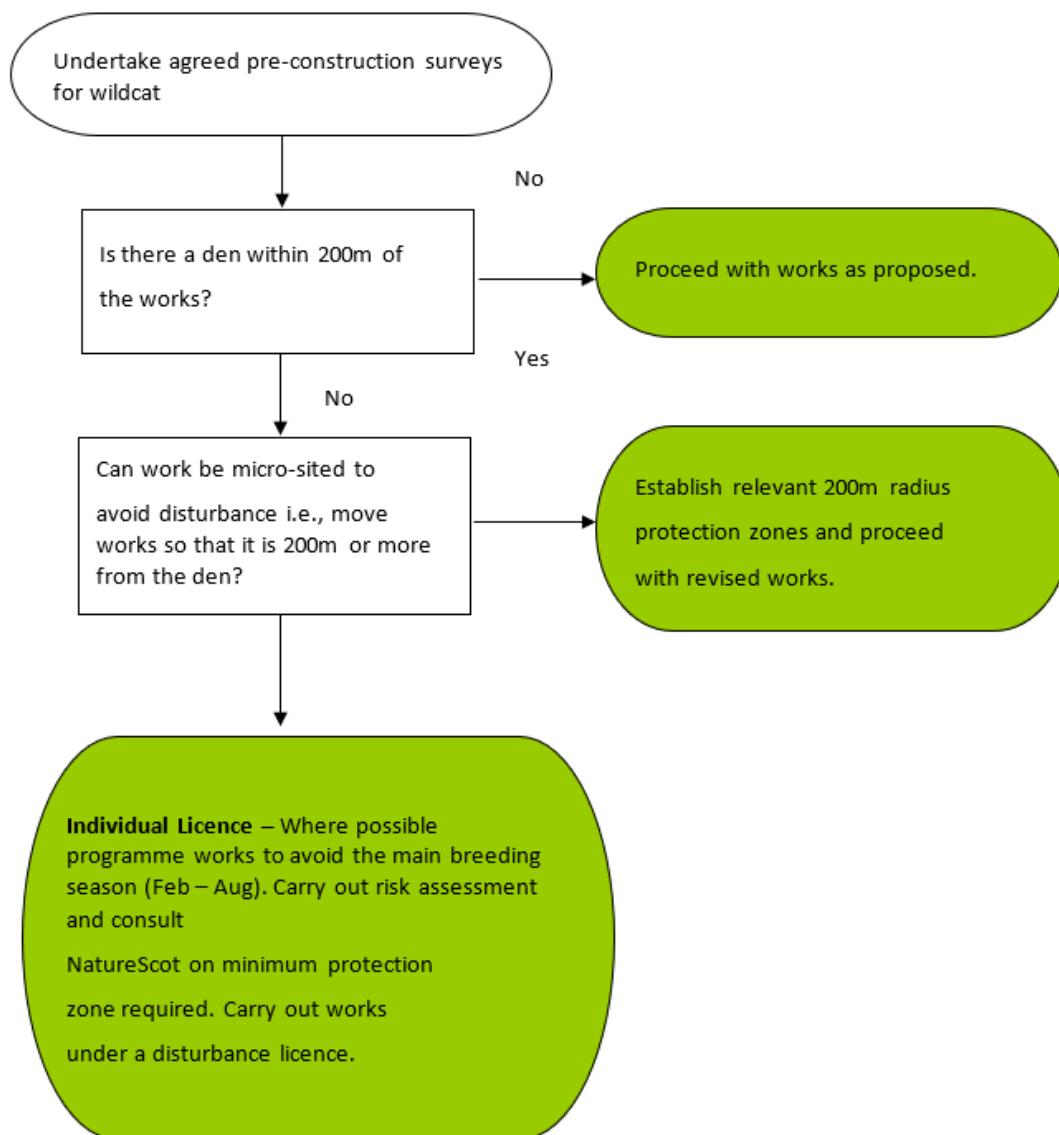 Undertake agreed pre-construction surveys
for wildcat
No
Is there a den within 200m of
the works?
Proceed with works as proposed.
Yes
No
Can work be micro-sited to
avoid disturbance i.e., move
works so that it is 200m or more
from the den?
Establish relevant 200m radius
protection zones and proceed
with revised works.
Individual Licence – Where possible
programme works to avoid the main breeding
season (Feb – Aug). Carry out risk assessment
and consult
NatureScot on minimum protection
zone required. Carry out works
under a disturbance licence.